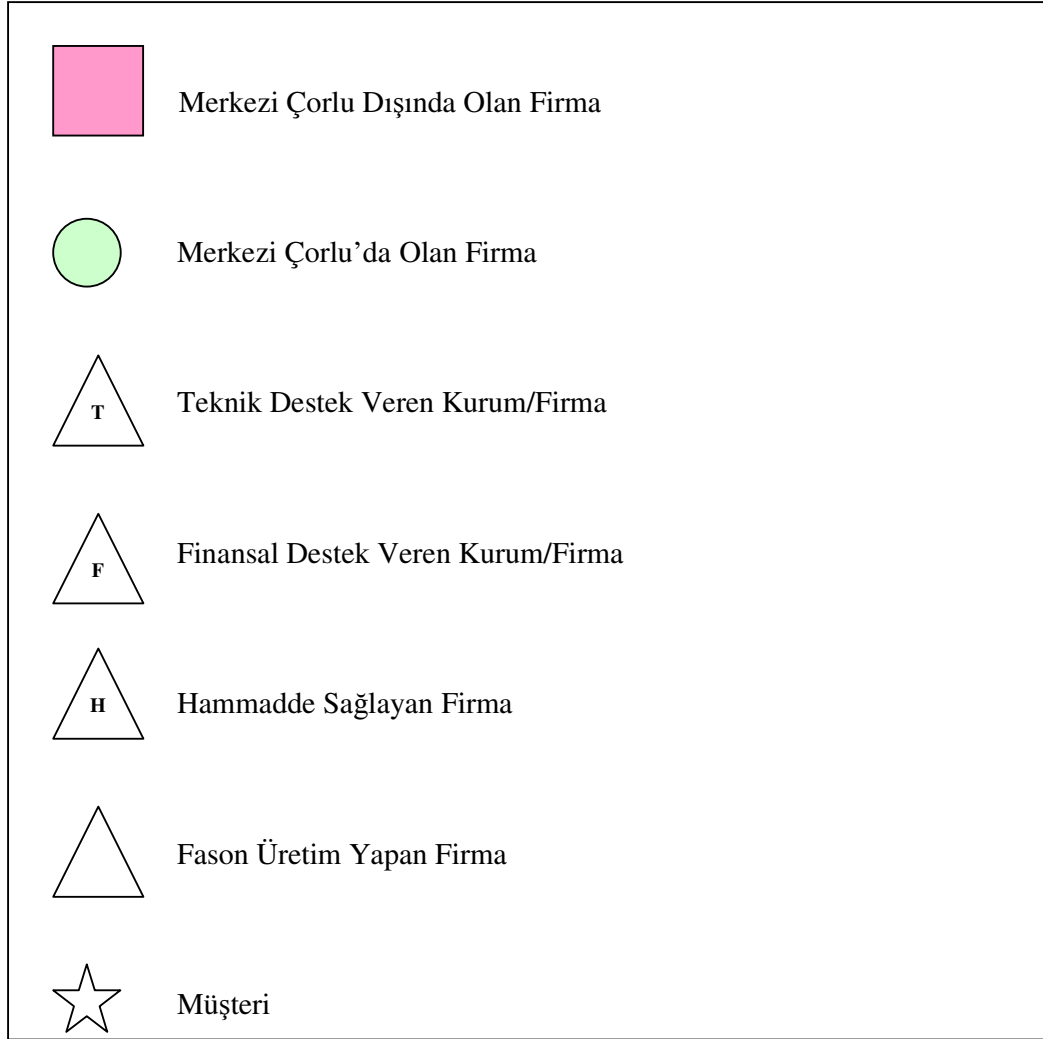 Merkezi Çorlu Dışında Olan Firma
Merkezi Çorlu’da Olan Firma
T
Teknik Destek Veren Kurum/Firma
F
Finansal Destek Veren Kurum/Firma
H
Hammadde Sağlayan Firma
Fason Üretim Yapan Firma
Müşteri